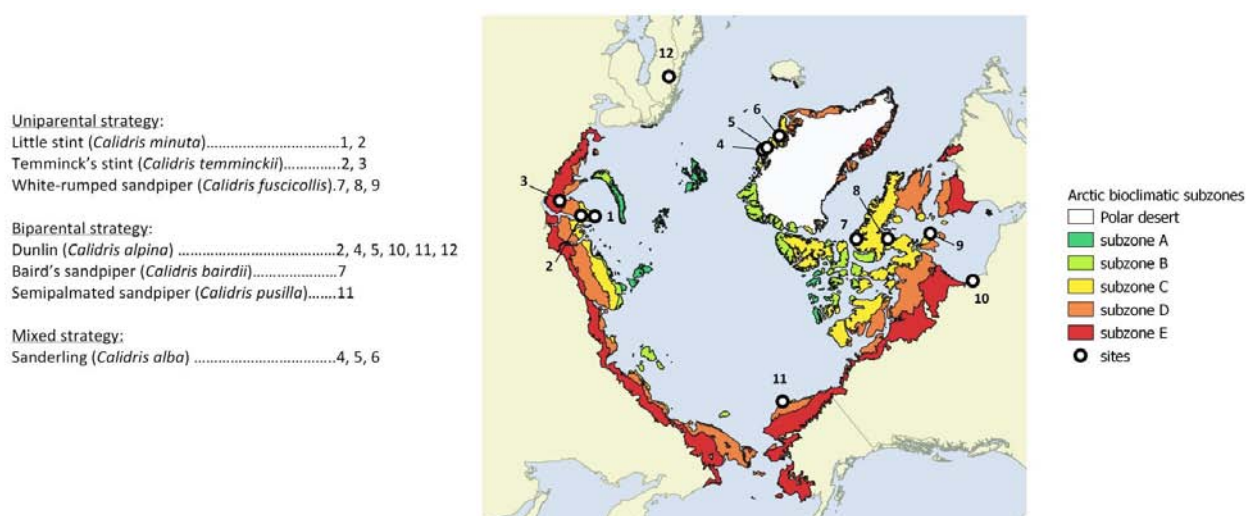 Uniparental strategy:
Little stint (Calidris minuta).......................................1, 2
Temminck's stint (Calidris temminckii)................2, 3
White-rumped sandpiper (Calidris fuscicollis).7, 8, 9
Biparental strategy:
Dunlin (Calidris alpina) .................................2, 4, 5, 10, 11, 12
Baird's sandpiper (Calidris bairdii).........................7
Semipalmated sandpiper (Calidris pusilla)......11
Mixed strategy:
Sanderling (Calidris alba) .................................4, 5, 6
12
6
5
4
3
1
2
8
7
9
10
11
Arctic bioclimatic subzones
Polar desert
subzone A
subzone B
subzone C
subzone D
subzone E
sites